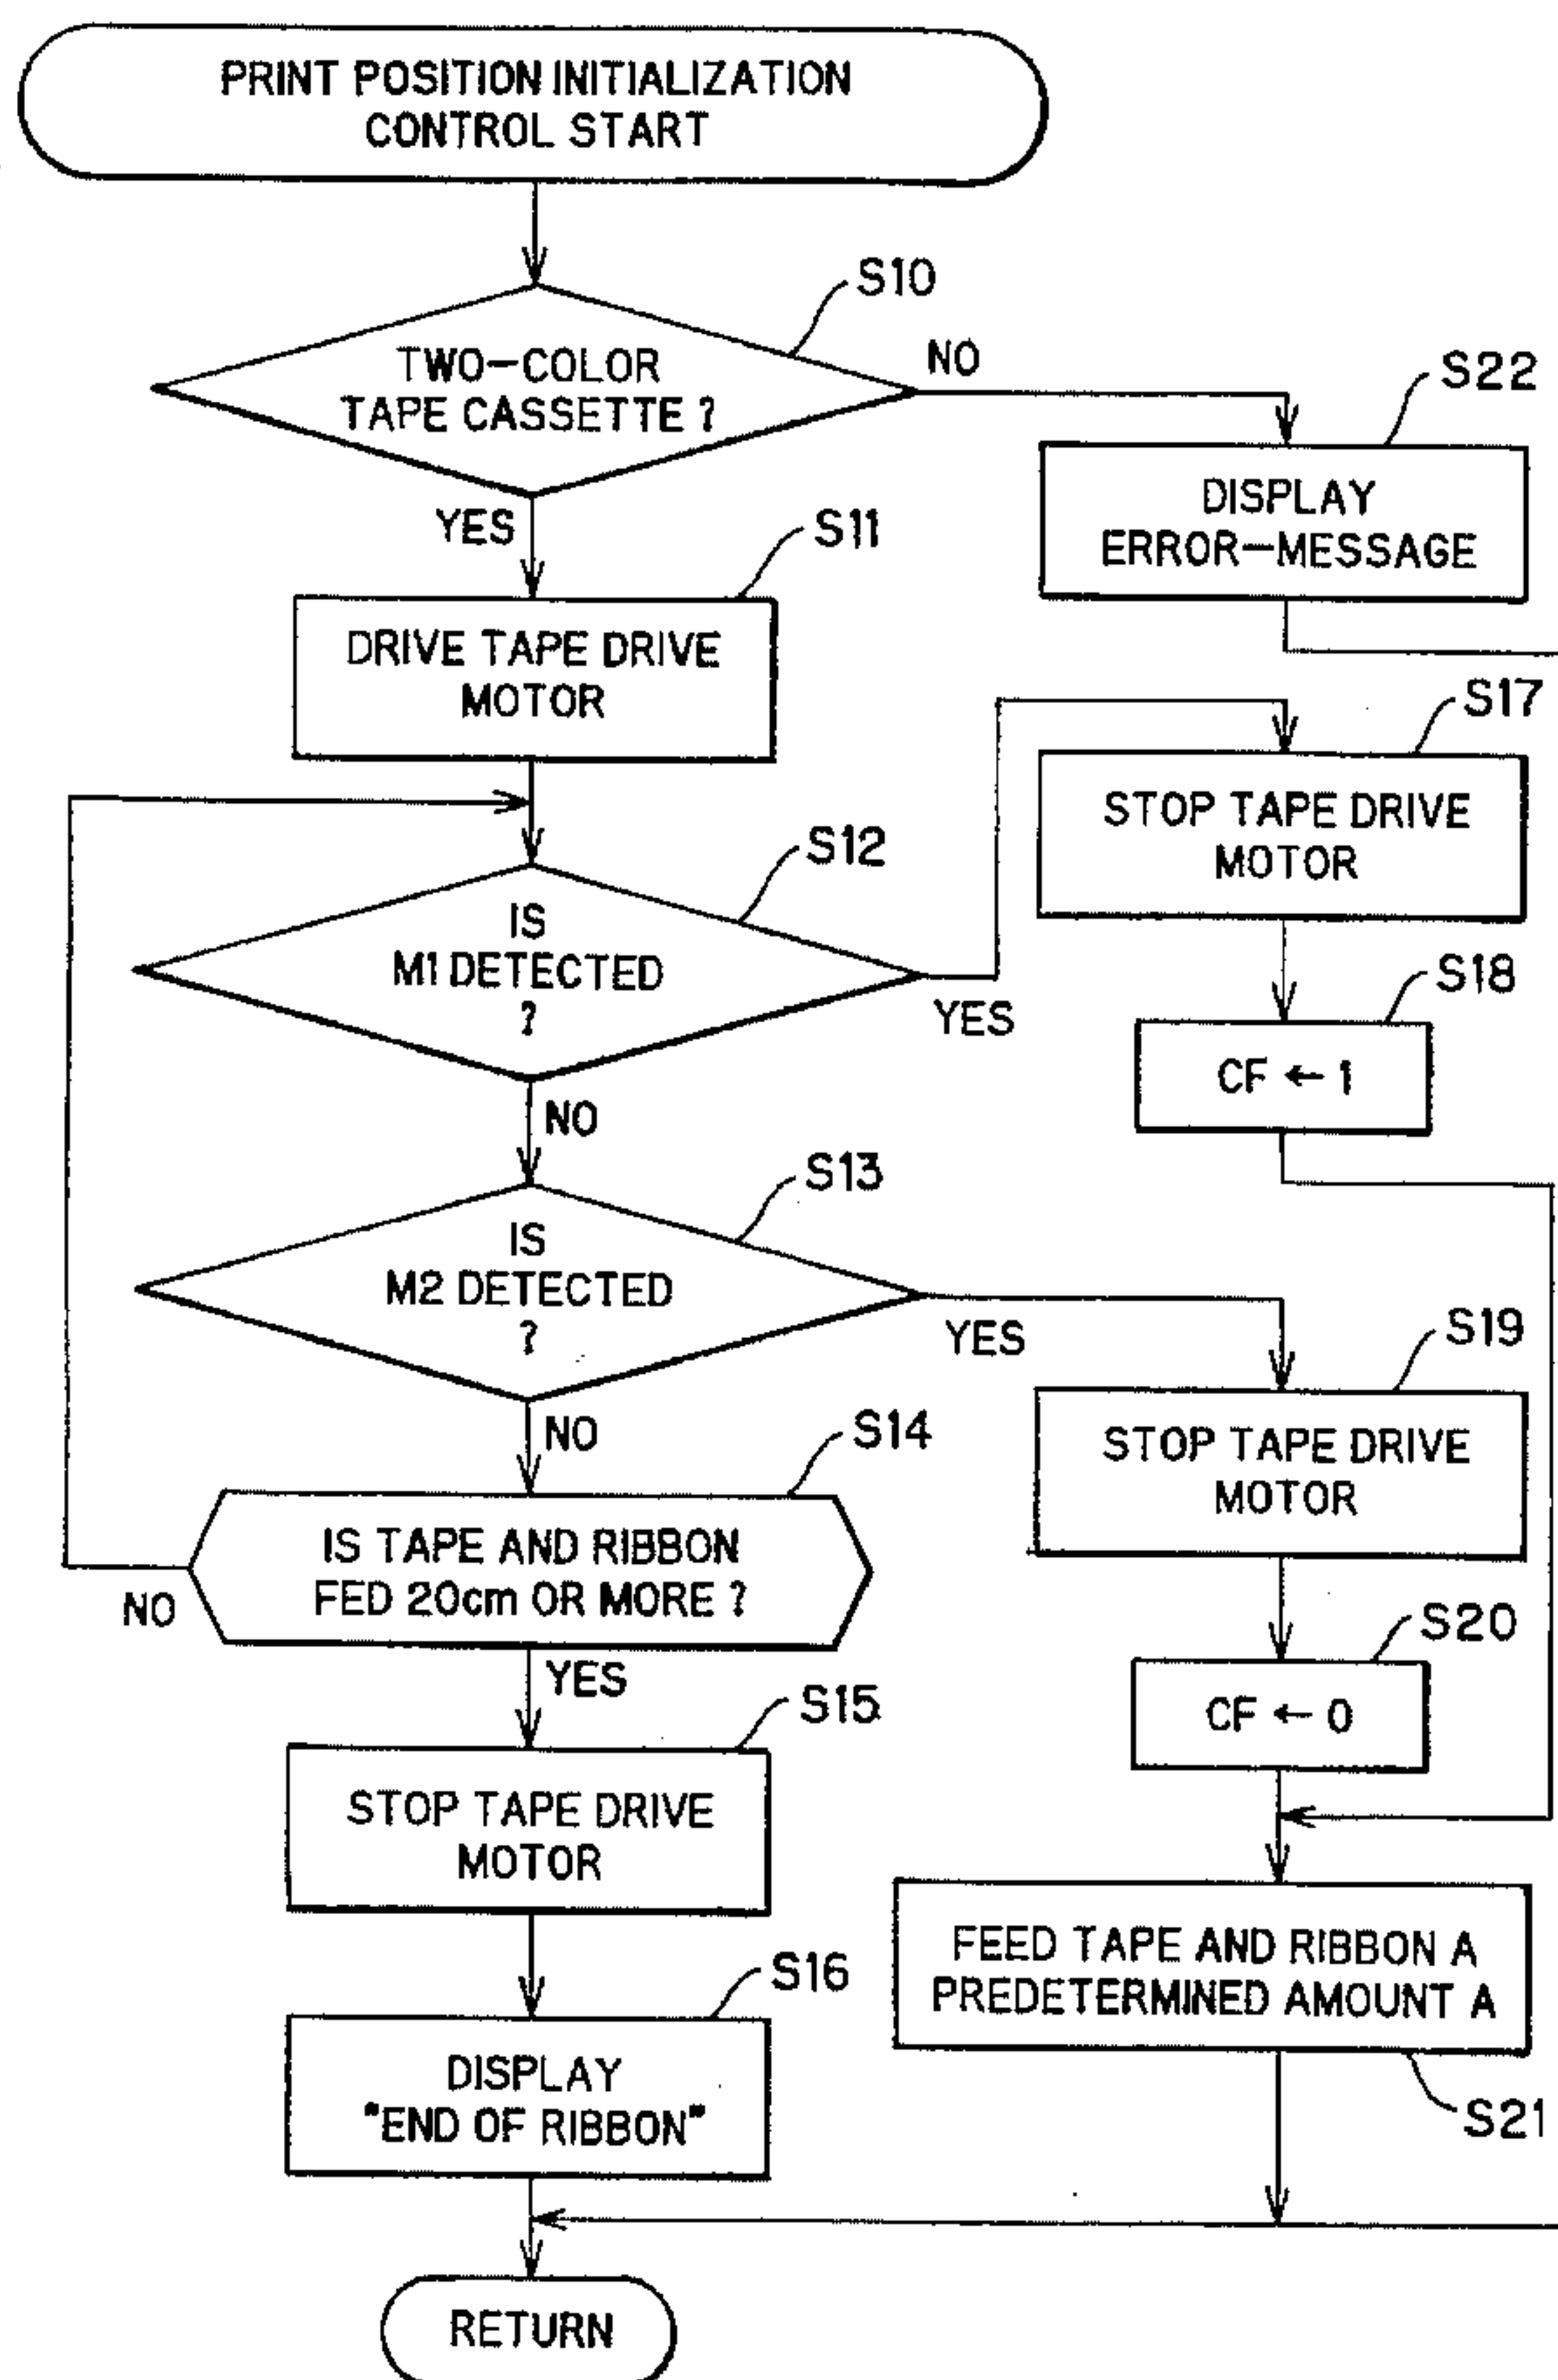 PRINT POSITION INITIALIZATION
CONTROL START
S10
TWO-COLOR
TAPE CASSETTE ?
NO
S22
DISPLAY
ERROR-MESSAGE
YES
S11
DRIVE TAPE DRIVE
MOTOR
S17
STOP TAPE DRIVE
MOTOR
S12
IS
M1 DETECTED
?
YES
S18
CF ← 1
NO
S13
IS
M2 DETECTED
?
YES
S19
STOP TAPE DRIVE
MOTOR
NO
S14
IS TAPE AND RIBBON
FED 20cm OR MORE ?
NO
S20
CF ← 0
YES
S15
STOP TAPE DRIVE
MOTOR
FEED TAPE AND RIBBON A
PREDETERMINED AMOUNT A
S21
S16
DISPLAY
"END OF RIBBON"
RETURN